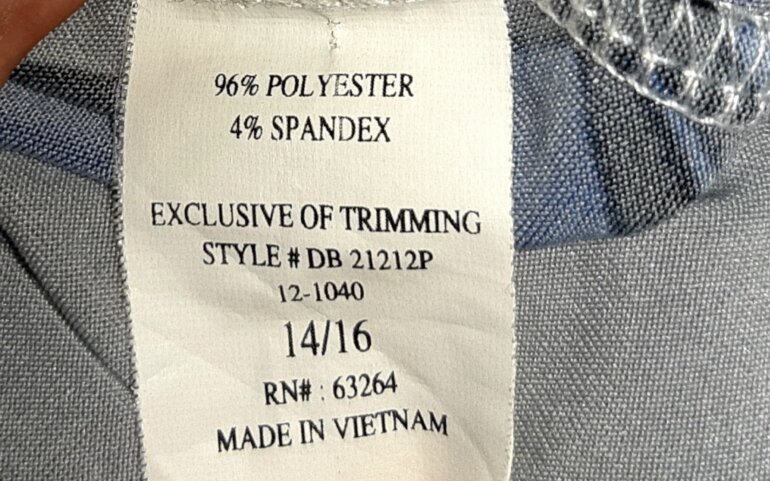 96% POLYESTER
4% SPANDEX
EXCLUSIVE OF TRIMMING
STYLE # DB 21212P
12-1040
14/16
RN# : 63264
MADE IN VIETNAM